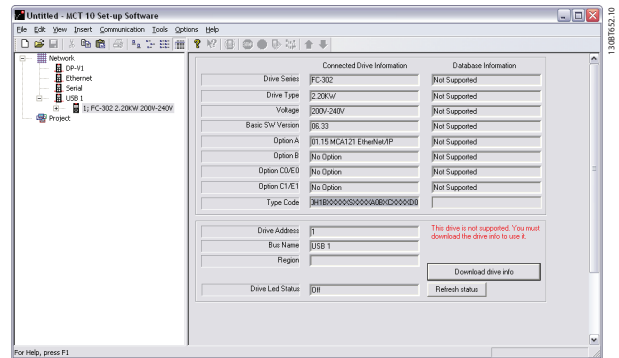 Untitled - MCT 10 Set-up Software
File Edit View Insert Communication Tools Options Help
Network
DP-V1
Ethernet
Serial
USB 1
1; FC-302 2.20KW 200V-240V
Project
Connected Drive Information Database Information
Drive Series FC-302 Not Supported
Drive Type 2.20KW Not Supported
Voltage 200V-240V Not Supported
Basic SW Version 06.33 Not Supported
Option A 01.15 MCA121 EtherNet/IP Not Supported
Option B No Option Not Supported
Option C0/E0 No Option Not Supported
Option C1/E1 No Option Not Supported
Type Code
Drive Address 1
Bus Name USB 1
Region
Drive Led Status Off
This drive is not supported. You must
download the drive info to use it.
Download drive info
Refresh status
For Help, press F1
130BT652.10